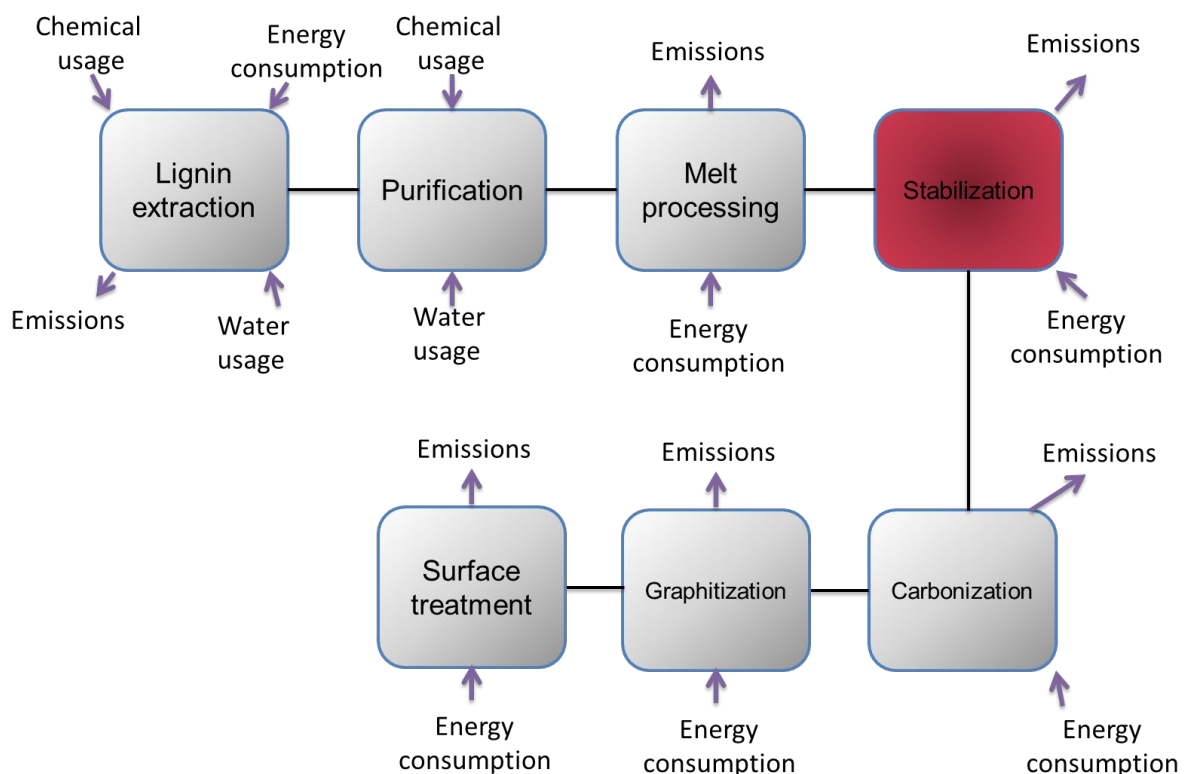 Chemical
usage
Energy
consumption
Chemical
usage
Emissions
Emissions
Lignin
extraction
Purification
Melt
processing
Stabilization
Emissions
Water
usage
Water
usage
Energy
consumption
Energy
consumption
Emissions
Emissions
Emissions
Surface
treatment
Graphitization
Carbonization
Energy
consumption
Energy
consumption
Energy
consumption